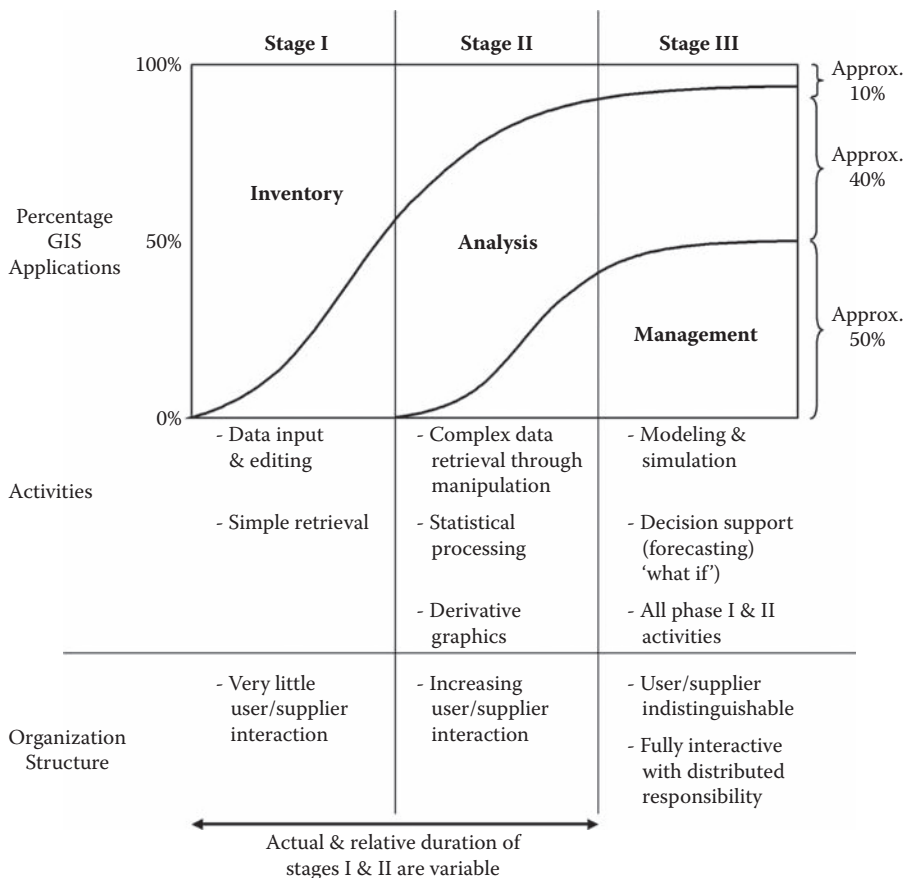 Stage I
Stage II
Stage III
100%
Approx.
10%
Inventory
Approx.
40%
Percentage
GIS
Applications
50%
Analysis
Approx.
50%
Management
0%
Activities
- Data input
& editing
- Simple retrieval
- Complex data
retrieval through
manipulation
- Statistical
processing
- Derivative
graphics
- Modeling &
simulation
- Decision support
(forecasting)
‘what if’)
- All phase I & II
activities
Organization
Structure
- Very little
user/supplier
interaction
- Increasing
user/supplier
interaction
- User/supplier
indistinguishable
- Fully interactive
with distributed
responsibility
Actual & relative duration of
stages I & II are variable